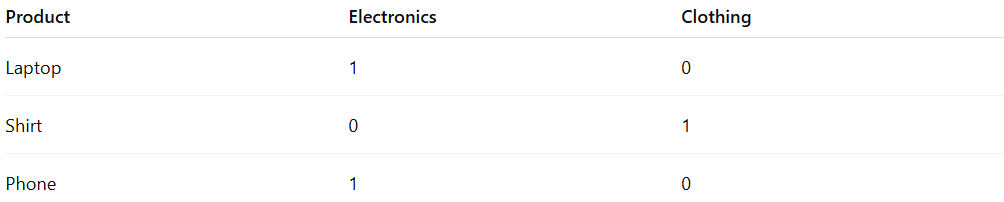 Product Electronics Clothing
Laptop 1 0
Shirt 0 1
Phone 1 0